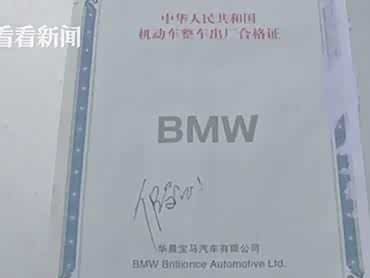 看看新闻
中华人民共和国
机动车整车出厂合格证
BMW
华晨宝马汽车有限公司
BMW Brilliance Automotive Ltd.